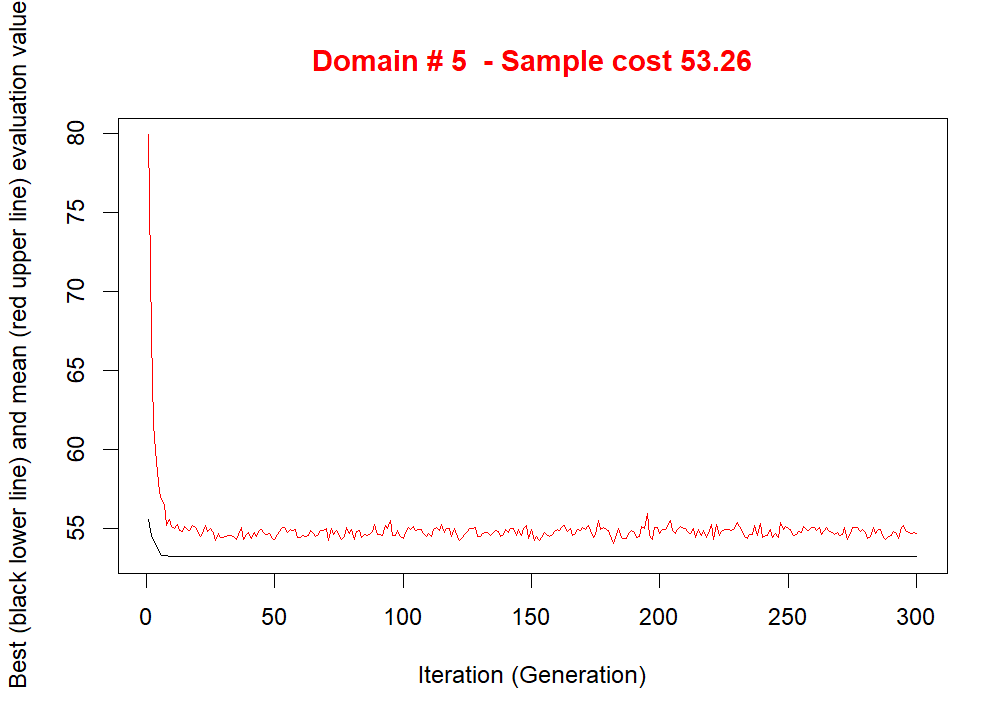 Domain # 5  - Sample cost 53.26
Best (black lower line) and mean (red upper line) evaluation value
80
75
70
65
60
55
0 50 100 150 200 250 300
Iteration (Generation)